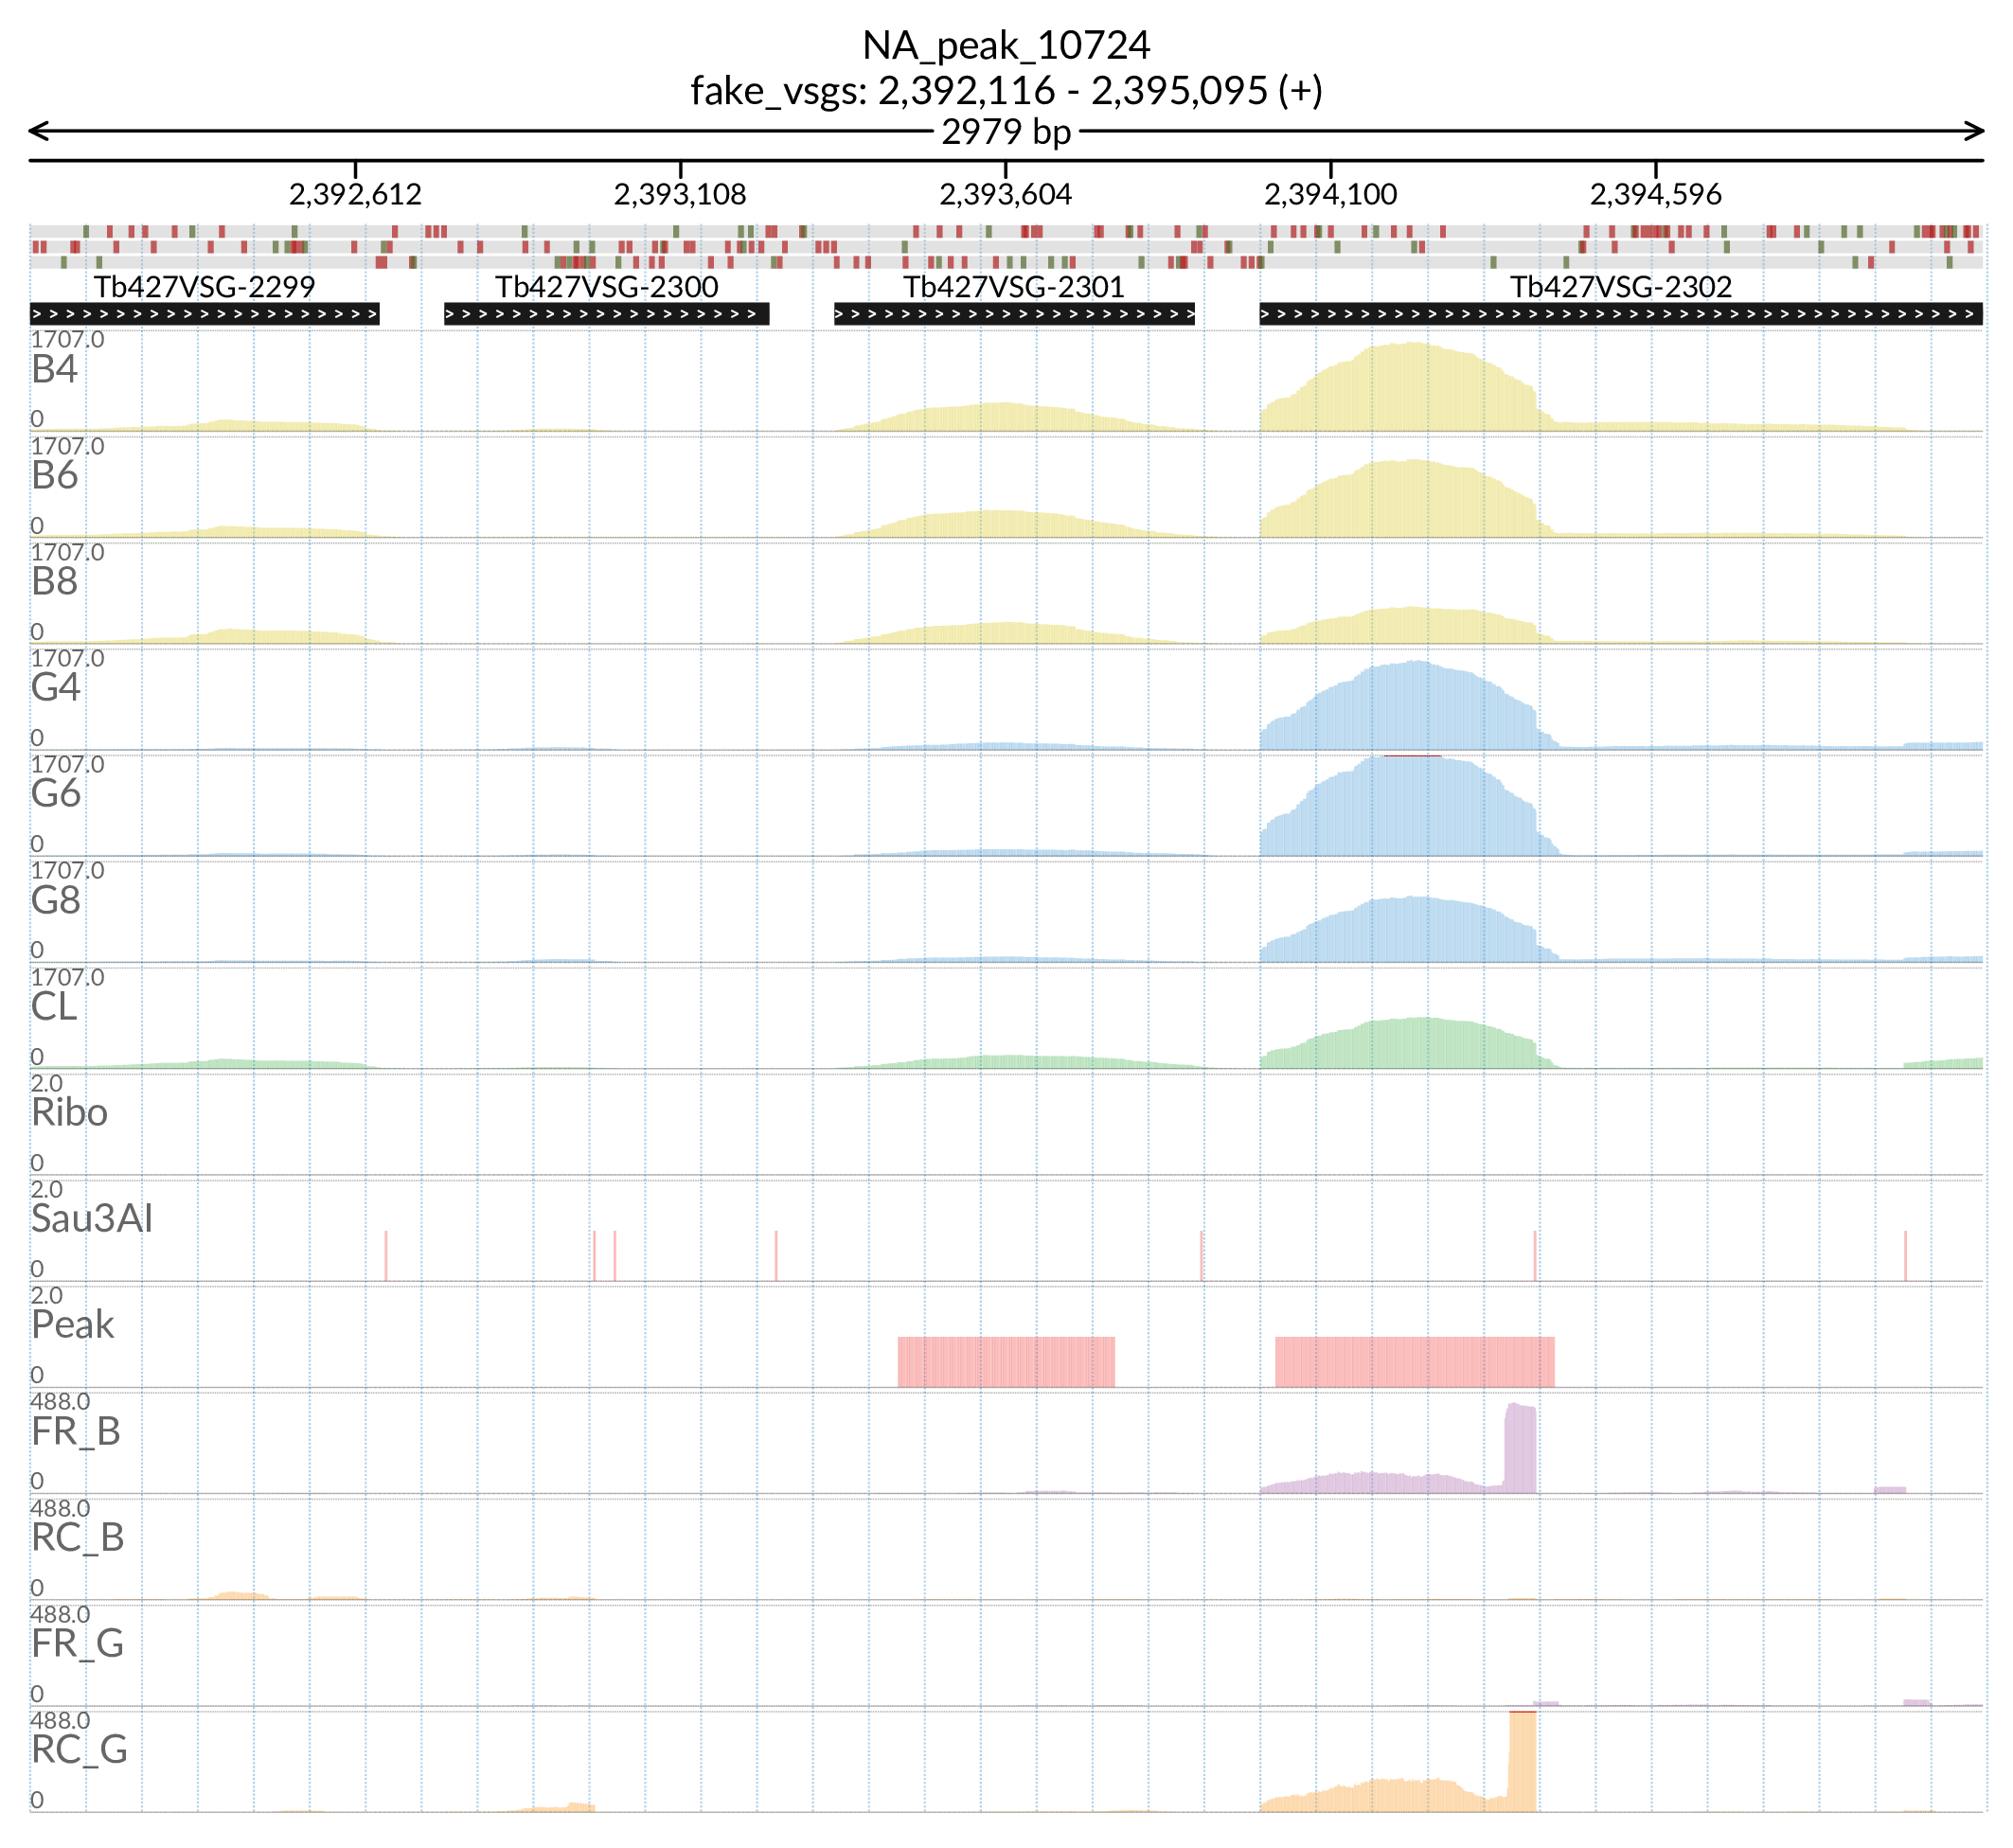 NA_peak_10724
fake_vsgs: 2,392,116 - 2,395,095 (+)
2979 bp
2,392,612 2,393,108 2,393,604 2,394,100 2,394,596
Tb427VSG-2299 Tb427VSG-2300 Tb427VSG-2301 Tb427VSG-2302
1707.0
B4
0
1707.0
B6
0
1707.0
B8
0
1707.0
G4
0
1707.0
G6
0
1707.0
G8
0
1707.0
CL
0
2.0
Ribo
0
2.0
Sau3AI
0
2.0
Peak
0
488.0
FR_B
0
488.0
RC_B
0
488.0
FR_G
0
488.0
RC_G
0